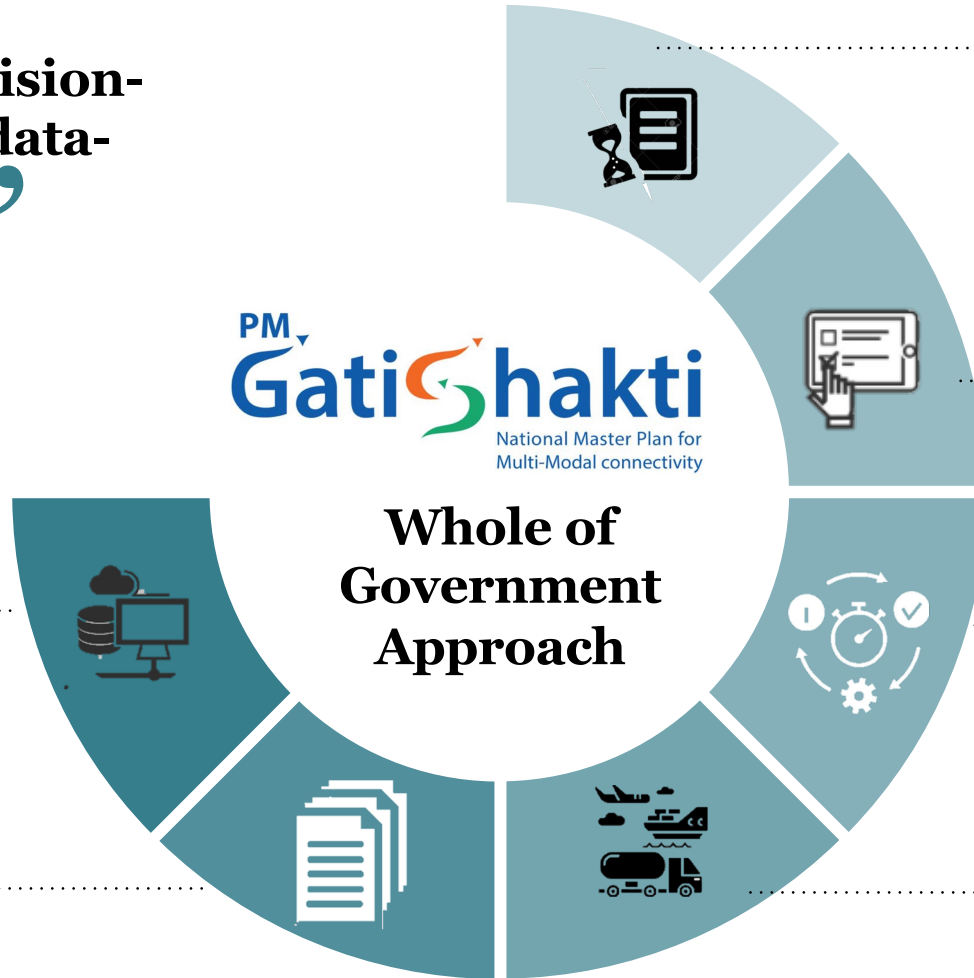 ision-
data-
PM
GatiShakti
National Master Plan for
Multi-Modal connectivity
Whole of
Government
Approach